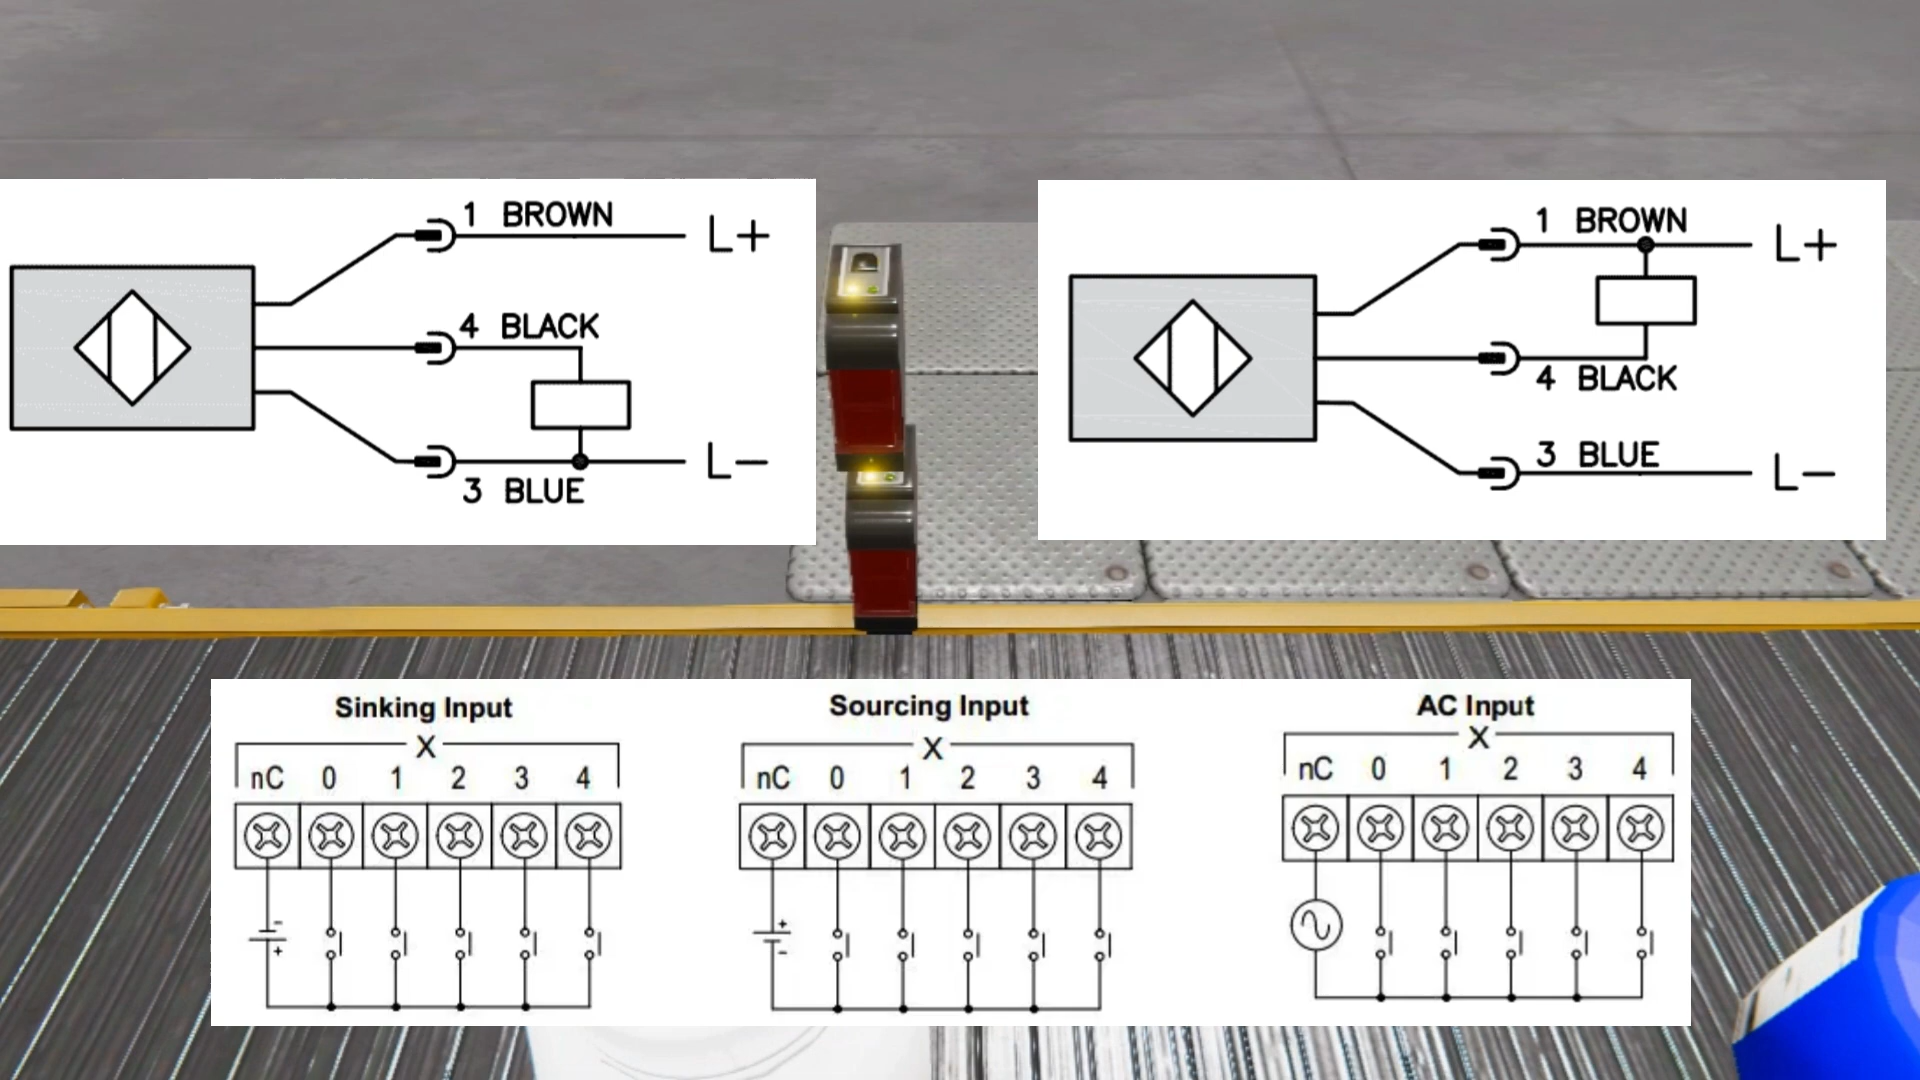 1 BROWN
L+
4 BLACK
3 BLUE
L−
1 BROWN
L+
4 BLACK
3 BLUE
L−
Sinking Input
X
nC 0 1 2 3 4
- +
Sourcing Input
X
nC 0 1 2 3 4
+ -
AC Input
X
nC 0 1 2 3 4